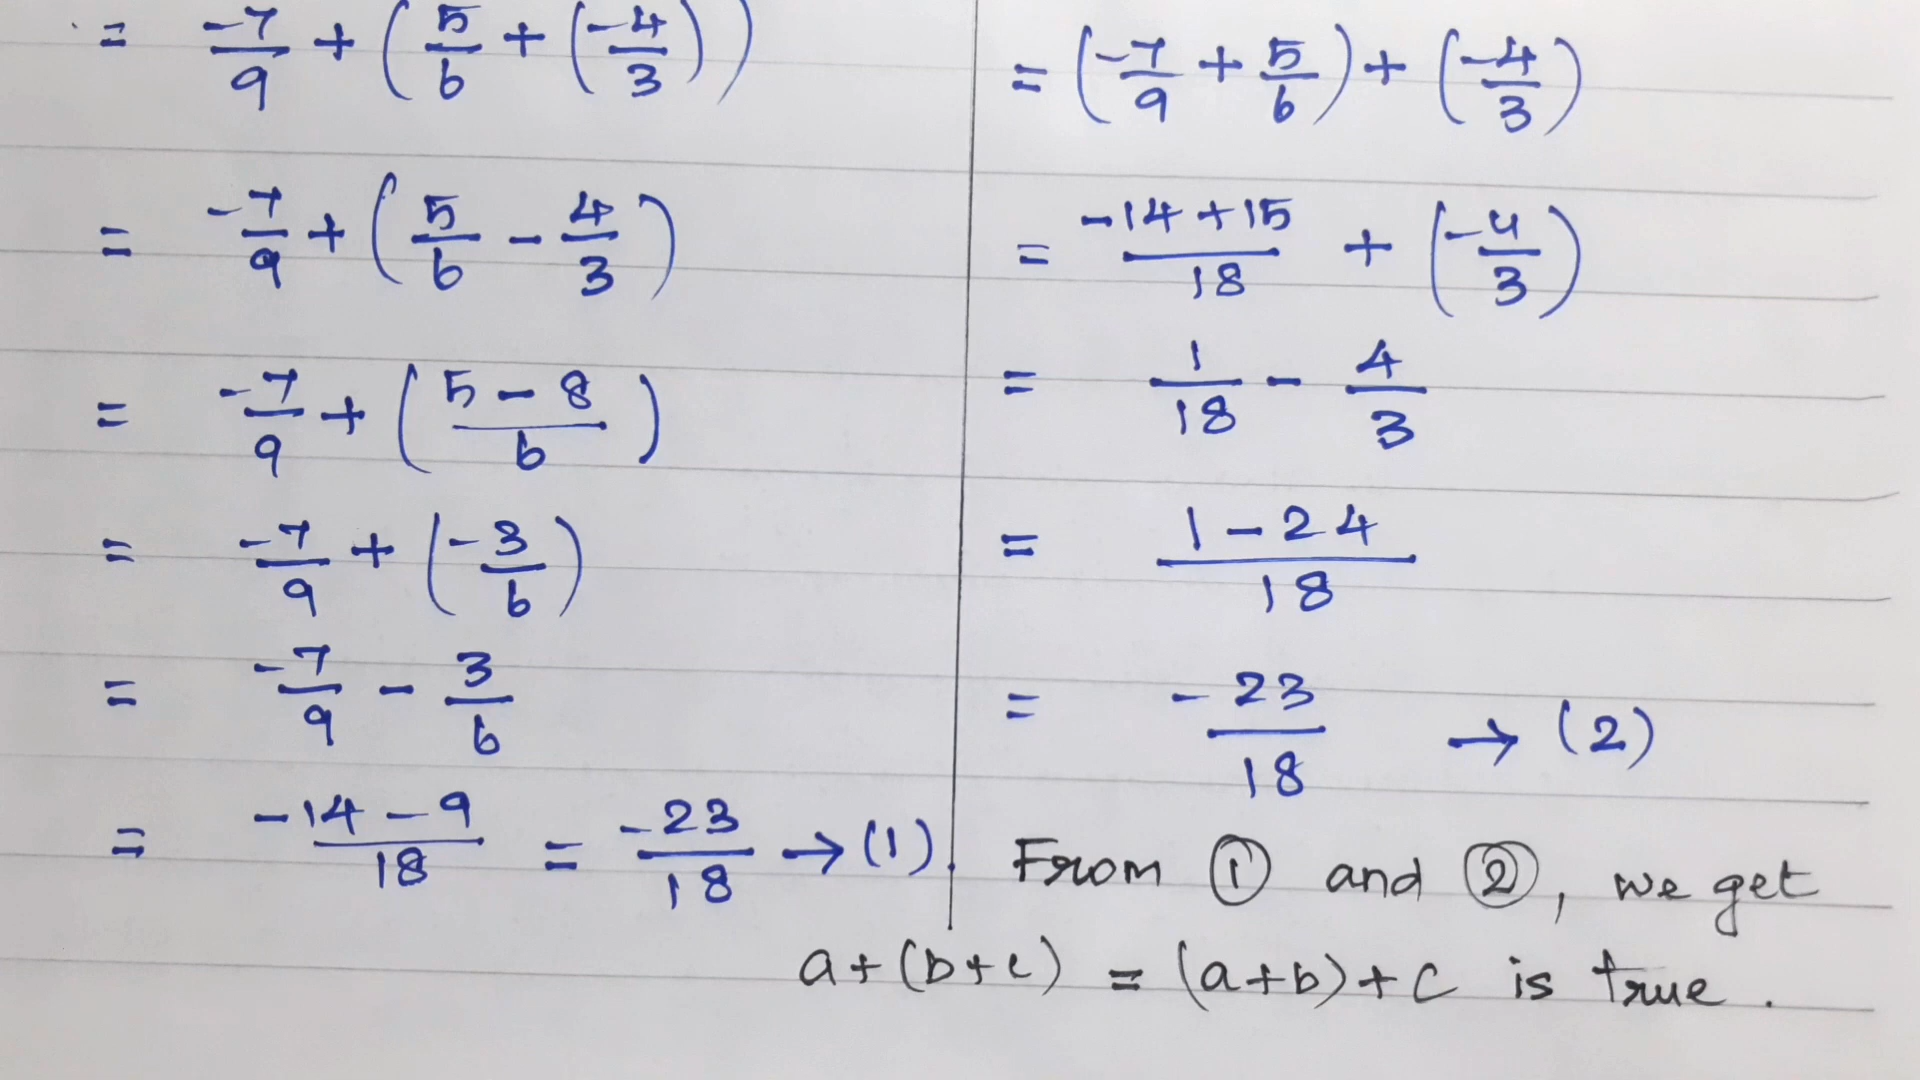 = -7/9 + (5/6 + (-4/3))
= -7/9 + (5/6 - 4/3)
= -7/9 + (5 - 8/6)
= -7/9 + (-3/6)
= -7/9 - 3/6
= -14 - 9/18 = -23/18 → (1).
= (-7/9 + 5/6) + (-4/3)
= -14 + 15/18 + (-4/3)
= 1/18 - 4/3
= 1 - 24/18
= -23/18 → (2)
From ① and ②, we get
a + (b + c) = (a + b) + c is true.